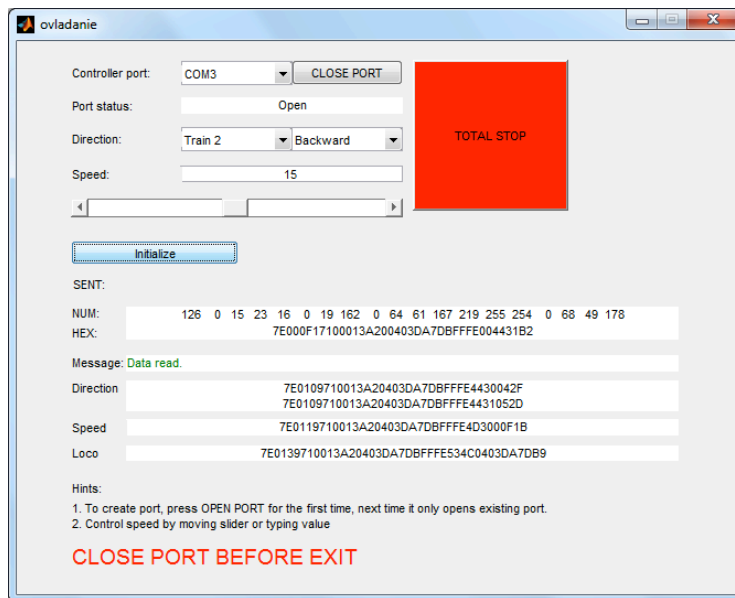 ovladanie
Controller port: COM3 CLOSE PORT
Port status: Open
TOTAL STOP
Direction: Train 2 Backward
Speed: 15
Initialize
SENT:
NUM: 126 0 15 23 16 0 19 162 0 64 61 167 219 255 254 0 68 49 178
HEX: 7E000F17100013A200403DA7DBFFFE004431B2
Message: Data read.
Direction 7E0109710013A20403DA7DBFFFE4430042F
7E0109710013A20403DA7DBFFFE4431052D
Speed 7E0119710013A20403DA7DBFFFE4D3000F1B
Loco 7E0139710013A20403DA7DBFFFE534C0403DA7DB9
Hints:
1. To create port, press OPEN PORT for the first time, next time it only opens existing port.
2. Control speed by moving slider or typing value
CLOSE PORT BEFORE EXIT